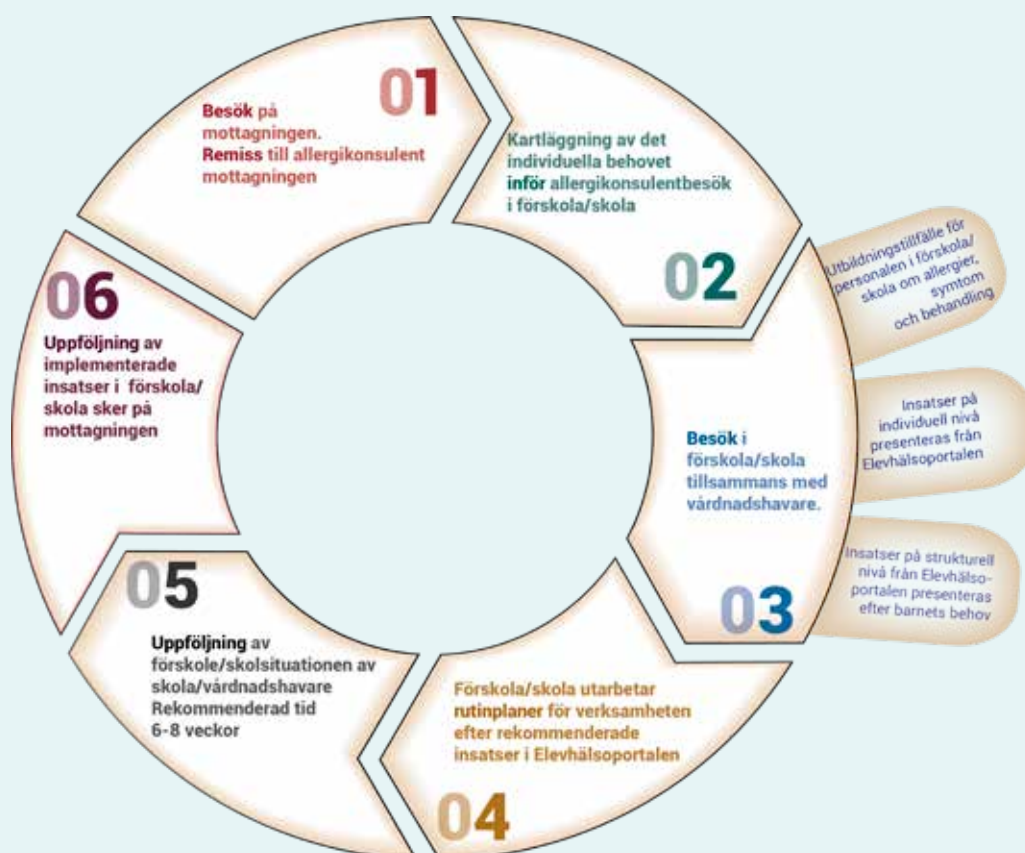 01
Besök på
mottagningen.
Remiss till allergikonsulent
mottagningen
Kartläggning av det
individuella behovet
inför allergikonsulentbesök
i förskola/skola
02
Besök i
förskola/skola
tillsammans med
vårdnadshavare.
03
Utbildningstillfälle för
personalen i förskola/
skola om allergier,
symtom
och behandling
Insatser på
individuell nivå
presenteras från
Elevhälsoportalen
Insatser på strukturell
nivå från Elevhälso-
portalen presenteras
efter barnets behov
Förskola/skola utarbetar
rutinplaner för verksamheten
efter rekommenderade
insatser i Elevhälsoportalen
04
05
Uppföljning av
förskole/skolsituationen av
skola/vårdnadshavare
Rekommenderad tid
6-8 veckor
06
Uppföljning av
implementerade
insatser i förskola/
skola sker på
mottagningen